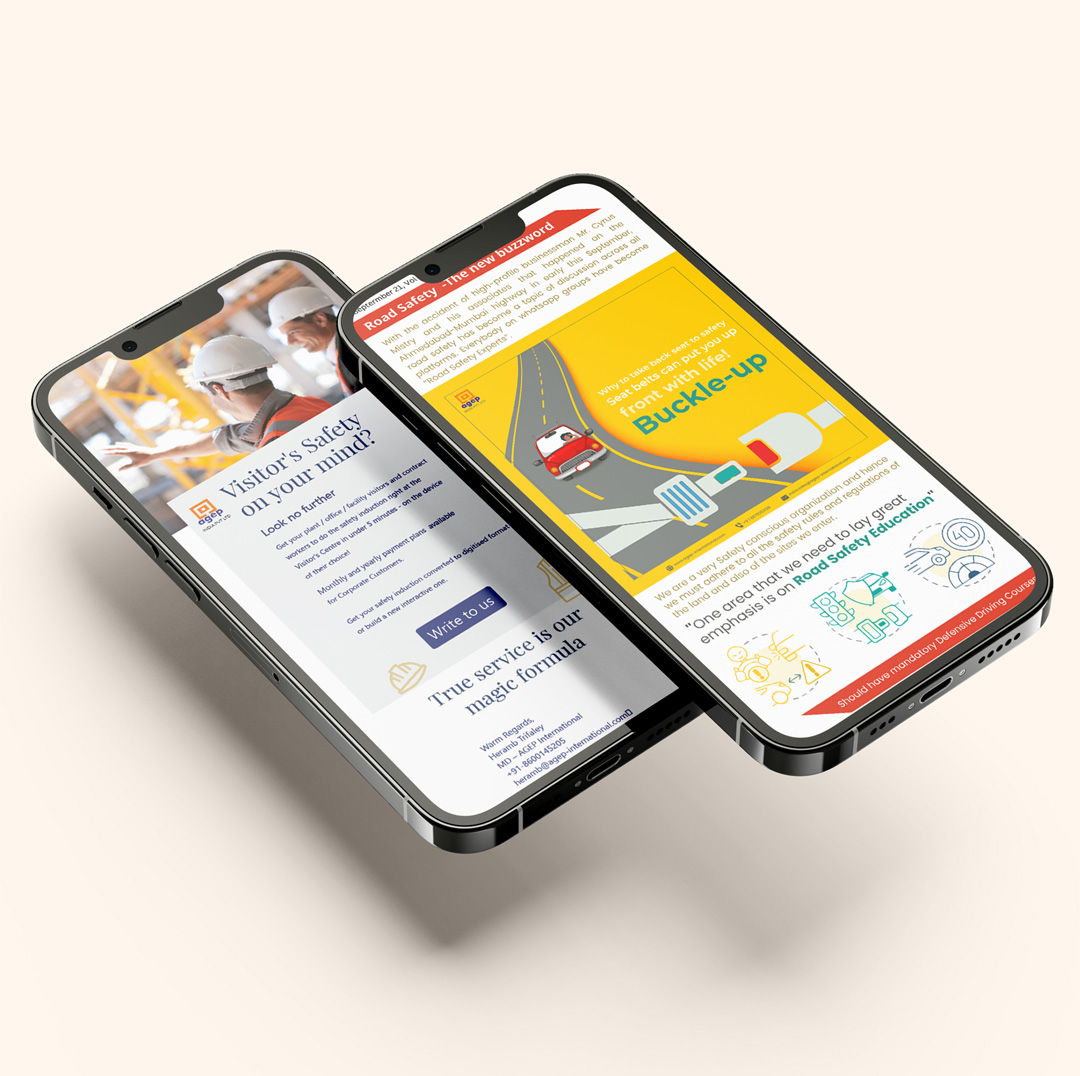 agep
INDIA PVT LTD
Visitor's Safety
on your mind?
Look no further
Get your plant / office / facility visitors and contract
workers to do the safety induction right at the
Visitor's Centre in under 5 minutes - on the device
of their choice!
Monthly and yearly payment plans available
for Corporate Customers.
Get your safety induction converted to digitised format
or build a new interactive one.
Write to us
True service is our
magic formula
Warm Regards,
Heramb Trifaley
MD – AGEP International
+91-8600145205
heramb@agep-international.com
Septermber 21, Vol
Road Safety -The new buzzword
With the accident of high-profile businessman Mr. Cyrus
Mistry and his associates that happened on the
Ahmedabad-Mumbai highway in early this September,
road safety has become a topic of discussion across all
platforms. Everybody on whatsapp groups have become
"Road Safety Experts".
agep
Why to take back seat to safety
Seat belts can put you up
front with life!
Buckle-up
We are a very Safety conscious organization and hence
we must adhere to all the safety rules and regulations of
the land and also of the sites we enter.
"One area that we need to lay great
emphasis is on Road Safety Education"
40
Should have mandatory Defensive Driving Courses